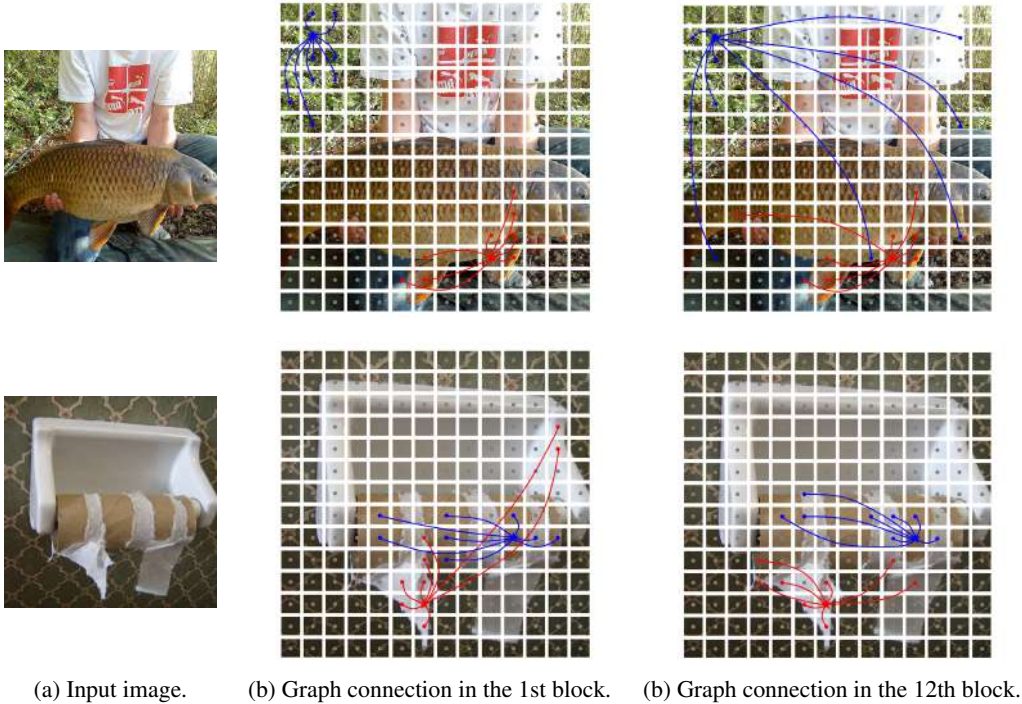 (a) Input image.
(b) Graph connection in the 1st block.
(b) Graph connection in the 12th block.